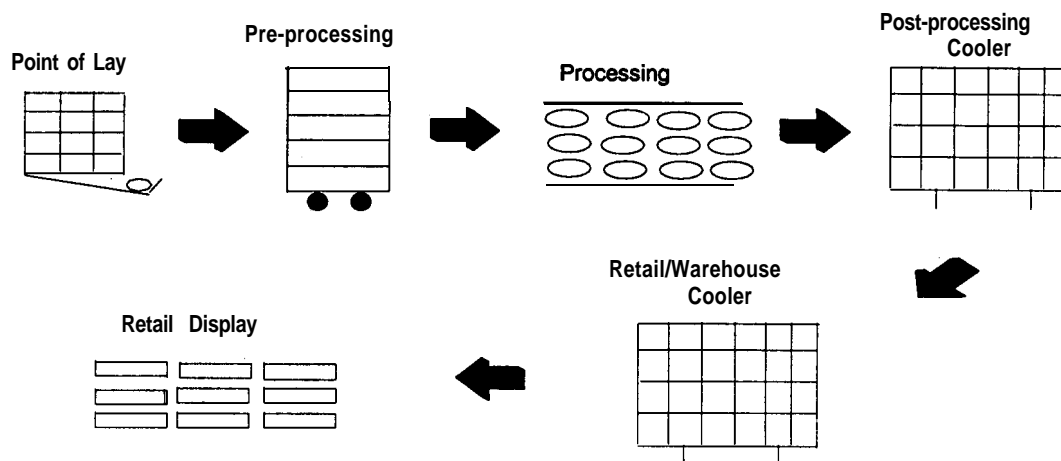 Point of Lay
Pre-processing
Processing
Post-processing
Cooler
Retail/Warehouse
Cooler
Retail Display